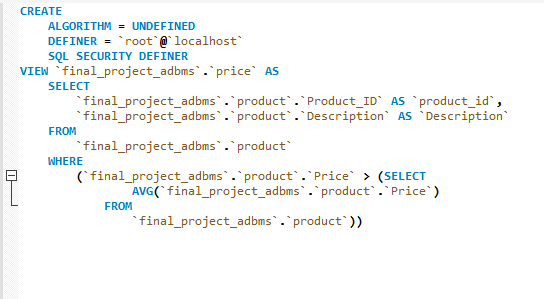 CREATE
ALGORITHM = UNDEFINED
DEFINER = `root`@`localhost`
SQL SECURITY DEFINER
VIEW `final_project_adbms`.`price` AS
SELECT
`final_project_adbms`.`product`.`Product_ID` AS `product_id`,
`final_project_adbms`.`product`.`Description` AS `Description`
FROM
`final_project_adbms`.`product`
WHERE
(`final_project_adbms`.`product`.`Price` > (SELECT
AVG(`final_project_adbms`.`product`.`Price`)
FROM
`final_project_adbms`.`product`))